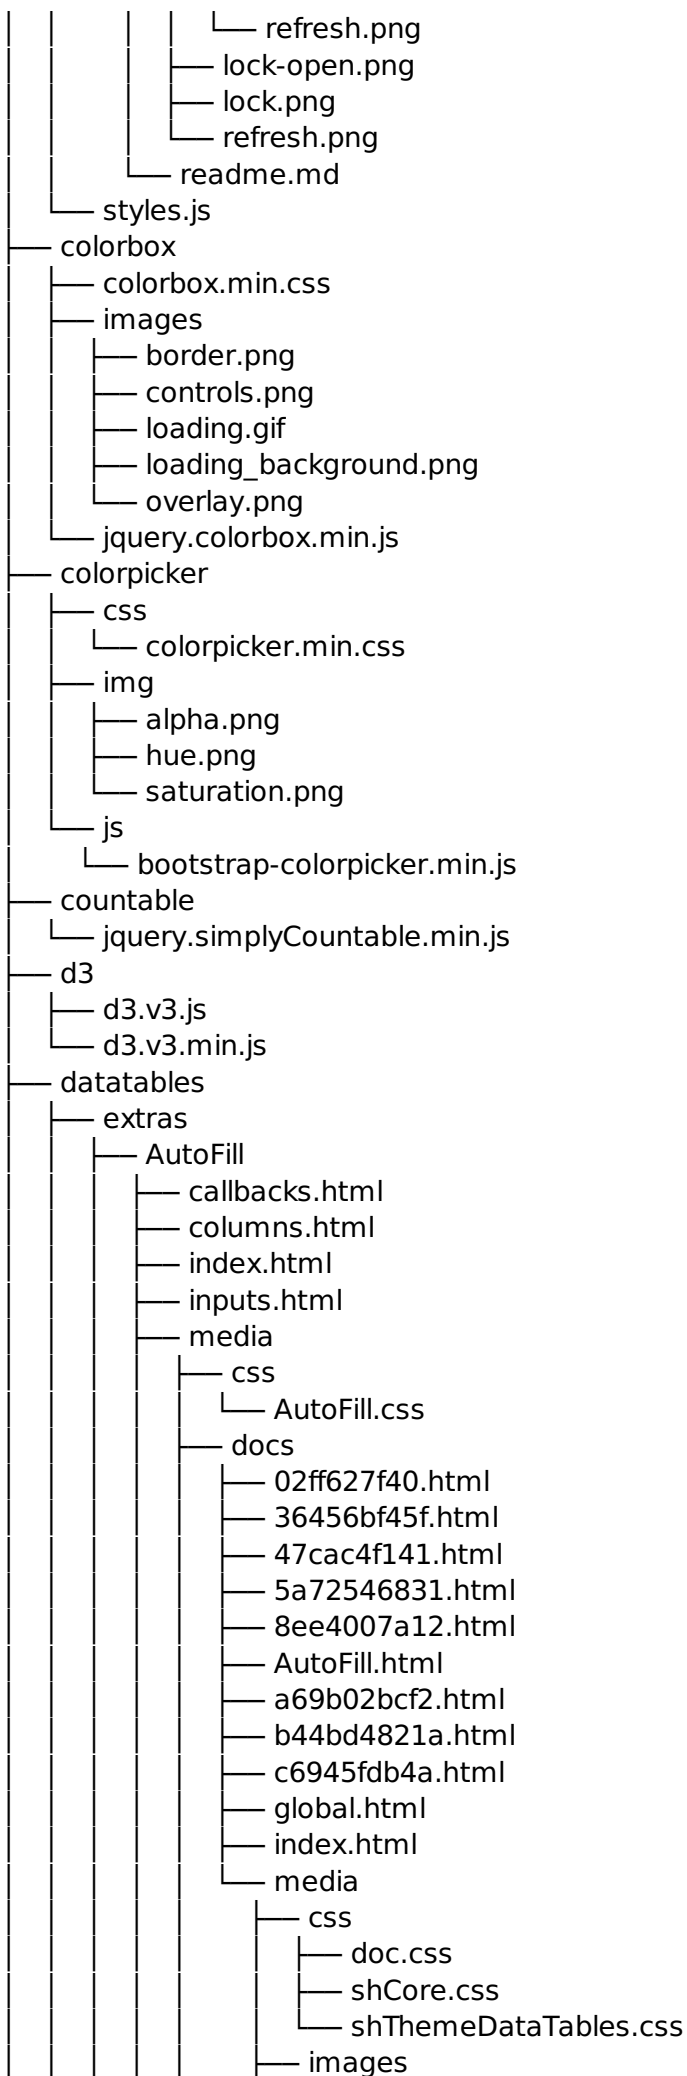 │   │       │   │   └── refresh.png
│   │       │   ├── lock-open.png
│   │       │   ├── lock.png
│   │       │   └── refresh.png
│   │       └── readme.md
│   └── styles.js
├── colorbox
│   ├── colorbox.min.css
│   ├── images
│   │   ├── border.png
│   │   ├── controls.png
│   │   ├── loading.gif
│   │   ├── loading_background.png
│   │   └── overlay.png
│   └── jquery.colorbox.min.js
├── colorpicker
│   ├── css
│   │   └── colorpicker.min.css
│   ├── img
│   │   ├── alpha.png
│   │   ├── hue.png
│   │   └── saturation.png
│   └── js
│       └── bootstrap-colorpicker.min.js
├── countable
│   └── jquery.simplyCountable.min.js
├── d3
│   ├── d3.v3.js
│   └── d3.v3.min.js
├── datatables
│   ├── extras
│   │   ├── AutoFill
│   │   │   ├── callbacks.html
│   │   │   ├── columns.html
│   │   │   ├── index.html
│   │   │   ├── inputs.html
│   │   │   ├── media
│   │   │   │   ├── css
│   │   │   │   │   └── AutoFill.css
│   │   │   │   ├── docs
│   │   │   │   │   ├── 02ff627f40.html
│   │   │   │   │   ├── 36456bf45f.html
│   │   │   │   │   ├── 47cac4f141.html
│   │   │   │   │   ├── 5a72546831.html
│   │   │   │   │   ├── 8ee4007a12.html
│   │   │   │   │   ├── AutoFill.html
│   │   │   │   │   ├── a69b02bcf2.html
│   │   │   │   │   ├── b44bd4821a.html
│   │   │   │   │   ├── c6945fdb4a.html
│   │   │   │   │   ├── global.html
│   │   │   │   │   ├── index.html
│   │   │   │   │   └── media
│   │   │   │   │       ├── css
│   │   │   │   │       │   ├── doc.css
│   │   │   │   │       │   ├── shCore.css
│   │   │   │   │       │   └── shThemeDataTables.css
│   │   │   │   │       ├── images